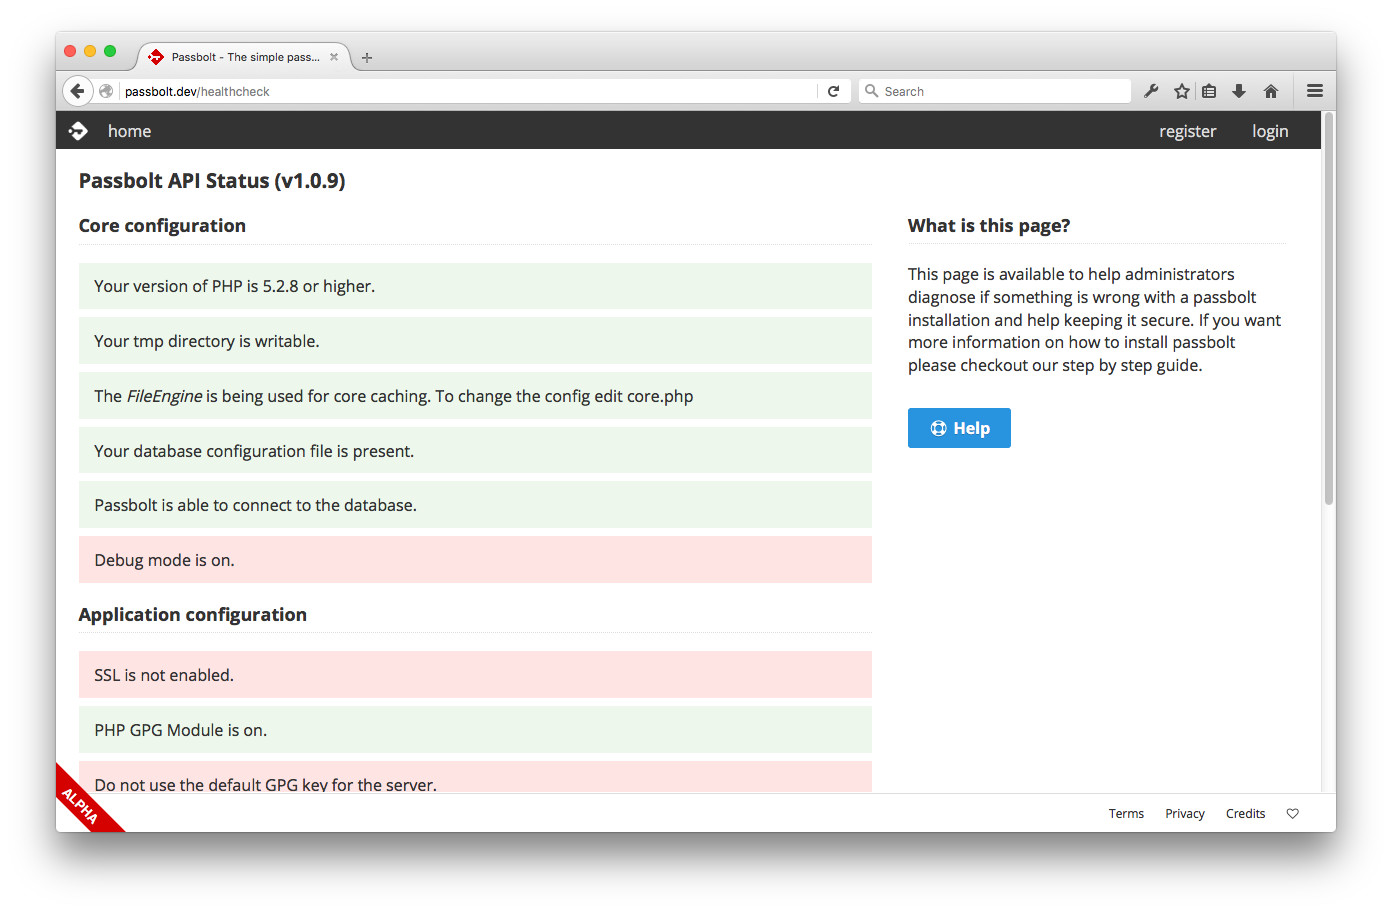 Passbolt - The simple pass...
passbolt.dev/healthcheck
Search
home
register
login
Passbolt API Status (v1.0.9)
Core configuration
Your version of PHP is 5.2.8 or higher.
Your tmp directory is writable.
The FileEngine is being used for core caching. To change the config edit core.php
Your database configuration file is present.
Passbolt is able to connect to the database.
Debug mode is on.
Application configuration
SSL is not enabled.
PHP GPG Module is on.
Do not use the default GPG key for the server.
What is this page?
This page is available to help administrators
diagnose if something is wrong with a passbolt
installation and help keeping it secure. If you want
more information on how to install passbolt
please checkout our step by step guide.
Help
ALPHA
Terms
Privacy
Credits